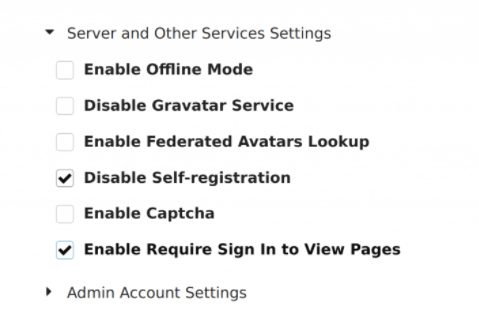 Server and Other Services Settings
Enable Offline Mode
Disable Gravatar Service
Enable Federated Avatars Lookup
Disable Self-registration
Enable Captcha
Enable Require Sign In to View Pages
Admin Account Settings